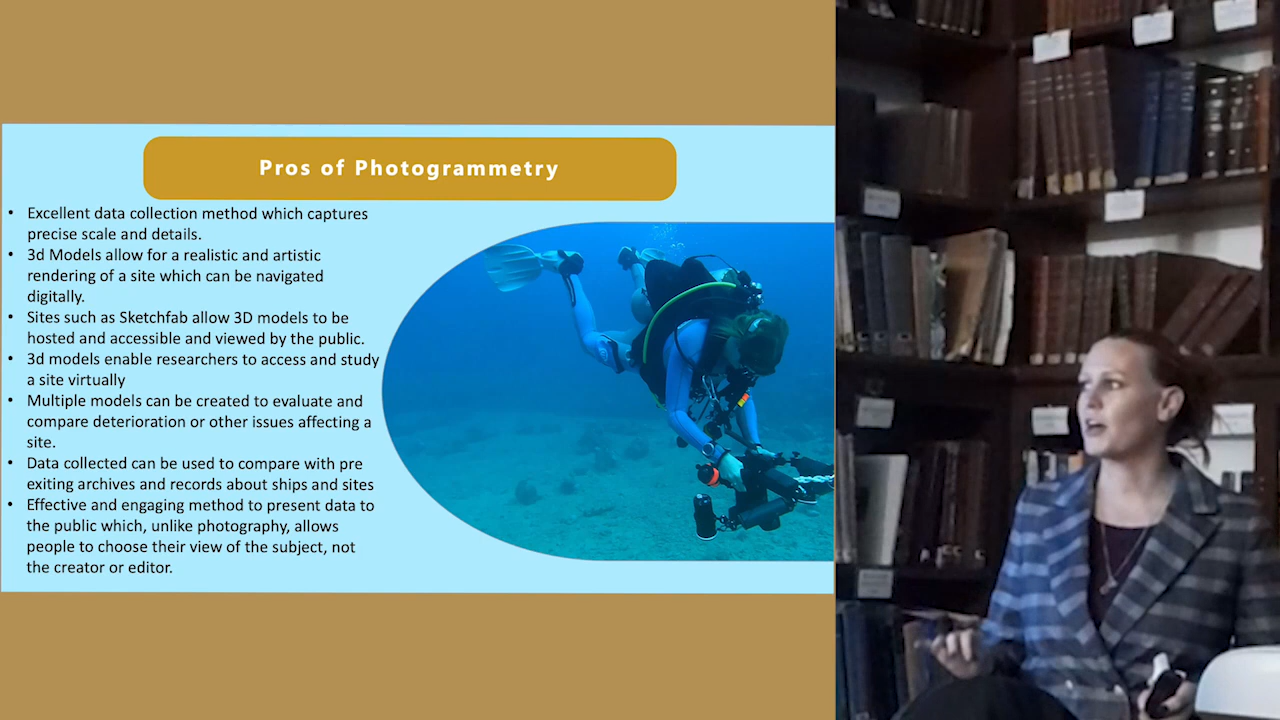 Pros of Photogrammetry
• Excellent data collection method which captures
precise scale and details.
• 3d Models allow for a realistic and artistic
rendering of a site which can be navigated
digitally.
• Sites such as Sketchfab allow 3D models to be
hosted and accessible and viewed by the public.
• 3d models enable researchers to access and study
a site virtually
• Multiple models can be created to evaluate and
compare deterioration or other issues affecting a
site.
• Data collected can be used to compare with pre
exiting archives and records about ships and sites
• Effective and engaging method to present data to
the public which, unlike photography, allows
people to choose their view of the subject, not
the creator or editor.